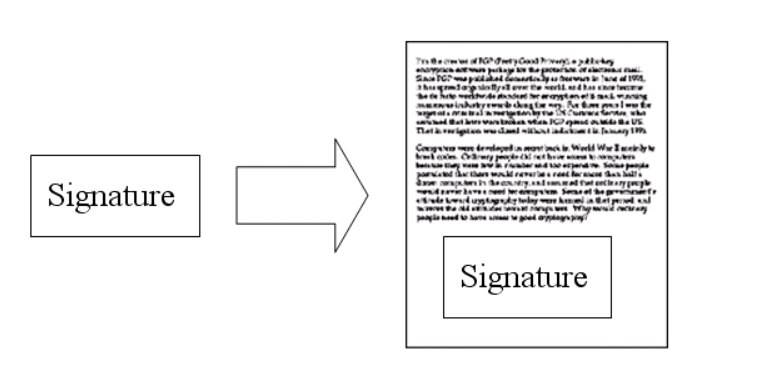 Signature
I'm the creator of PGP (Pretty Good Privacy), a public-key
encryption software package for the protection of electronic mail.
Since PGP was published domestically as freeware in June of 1991,
it has spread organically all over the world, and has since become
the de facto worldwide standard for encryption of E-mail, winning
numerous industry awards along the way. For three years I was the
target of a criminal investigation by the US Customs Service, who
assumed that laws were broken when PGP spread outside the US.
That investigation was closed without indictment in January 1996.
Computers were developed in secret back in World War II mainly to
break codes. Ordinary people did not have access to computers
because they were few in number and too expensive. Some people
postulated that there would never be a need for more than half a
dozen computers in the country, and assumed that ordinary people
would never have a need for computers. Some of the government's
attitude toward cryptography today were formed in that period, and
mirrors the old attitudes toward computers. Why would ordinary
people need to have access to good cryptography?
Signature